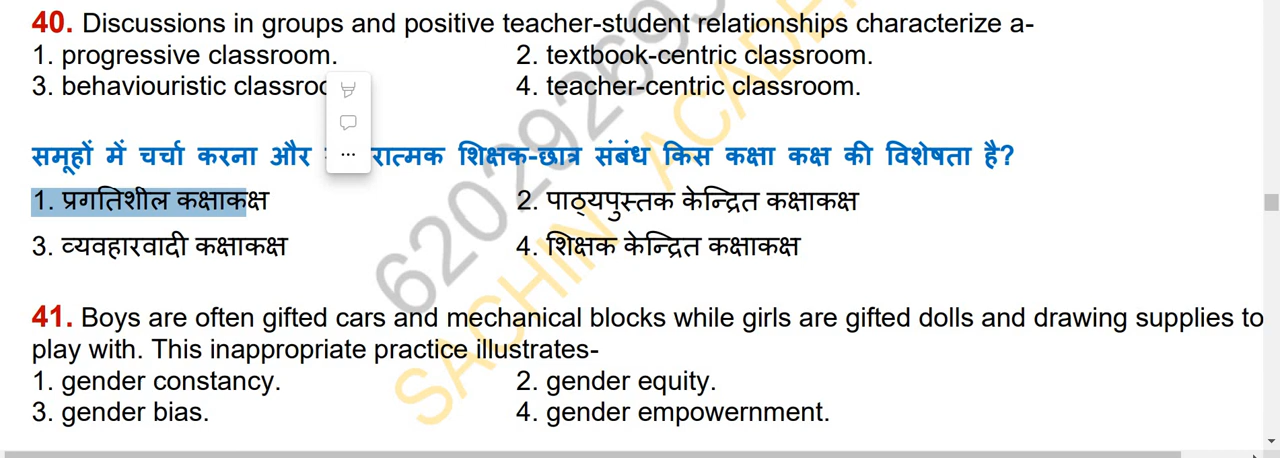 40. Discussions in groups and positive teacher-student relationships characterize a-
1. progressive classroom. 2. textbook-centric classroom.
3. behaviouristic classroo 4. teacher-centric classroom.
समूहों में चर्चा करना और रात्मक शिक्षक-छात्र संबंध किस कक्षा कक्ष की विशेषता है?
1. प्रगतिशील कक्षाकक्ष 2. पाठ्यपुस्तक केन्द्रित कक्षाकक्ष
3. व्यवहारवादी कक्षाकक्ष 4. शिक्षक केन्द्रित कक्षाकक्ष
41. Boys are often gifted cars and mechanical blocks while girls are gifted dolls and drawing supplies to
play with. This inappropriate practice illustrates-
1. gender constancy. 2. gender equity.
3. gender bias. 4. gender empowernment.
620292693
SACHIN ACADE